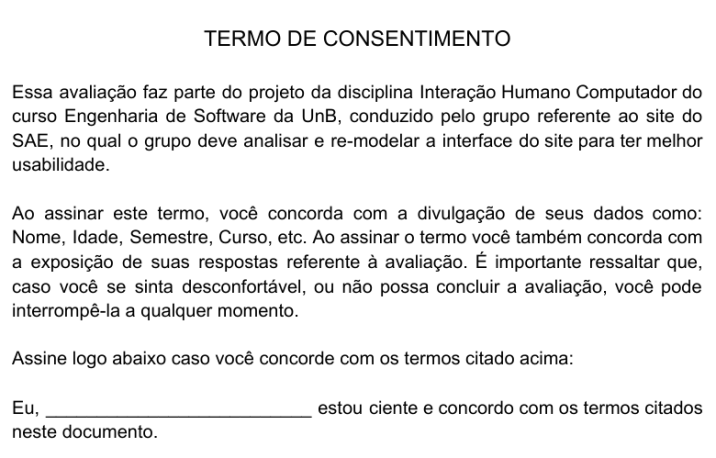 TERMO DE CONSENTIMENTO
Essa avaliação faz parte do projeto da disciplina Interação Humano Computador do
curso Engenharia de Software da UnB, conduzido pelo grupo referente ao site do
SAE, no qual o grupo deve analisar e re-modelar a interface do site para ter melhor
usabilidade.
Ao assinar este termo, você concorda com a divulgação de seus dados como:
Nome, Idade, Semestre, Curso, etc. Ao assinar o termo você também concorda com
a exposição de suas respostas referente à avaliação. É importante ressaltar que,
caso você se sinta desconfortável, ou não possa concluir a avaliação, você pode
interrompê-la a qualquer momento.
Assine logo abaixo caso você concorde com os termos citado acima:
Eu, ___________________________ estou ciente e concordo com os termos citados
neste documento.